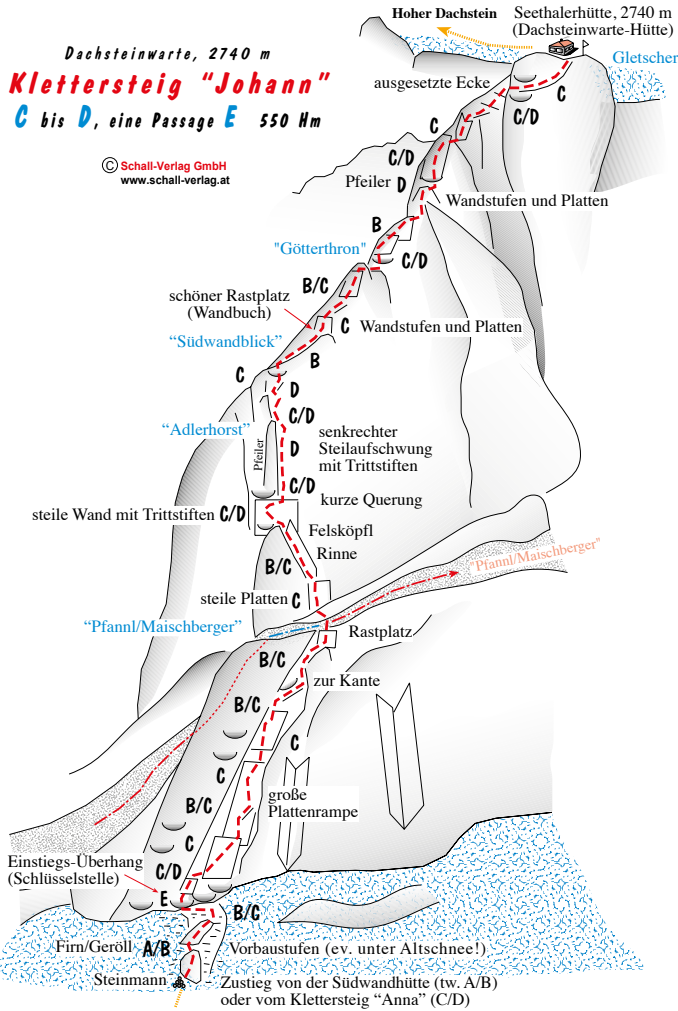 Hoher Dachstein
Seethalerhütte, 2740 m
(Dachsteinwarte-Hütte)
Dachsteinwarte, 2740 m
Klettersteig “Johann”
C bis D, eine Passage E 550 Hm
© Schall-Verlag GmbH
www.schall-verlag.at
Gletscher
ausgesetzte Ecke
C
C/D
C
C/D
Pfeiler D
Wandstufen und Platten
B
"Götterthron"
C/D
B/C
schöner Rastplatz
(Wandbuch)
C Wandstufen und Platten
“Südwandblick”
B
C
D
C/D
“Adlerhorst”
Pfeiler
D
senkrechter
Steilaufschwung
mit Trittstiften
C/D
kurze Querung
steile Wand mit Trittstiften C/D
Felsköpfl
Rinne
B/C
"Pfannl/Maischberger"
steile Platten C
“Pfannl/Maischberger”
Rastplatz
B/C
zur Kante
B/C
C
C
B/C
große
Plattenrampe
C
Einstiegs-Überhang
(Schlüsselstelle)
C/D
E
B/C
Firn/Geröll A/B
Vorbaustufen (ev. unter Altschnee!)
Steinmann
Zustieg von der Südwandhütte (tw. A/B)
oder vom Klettersteig “Anna” (C/D)